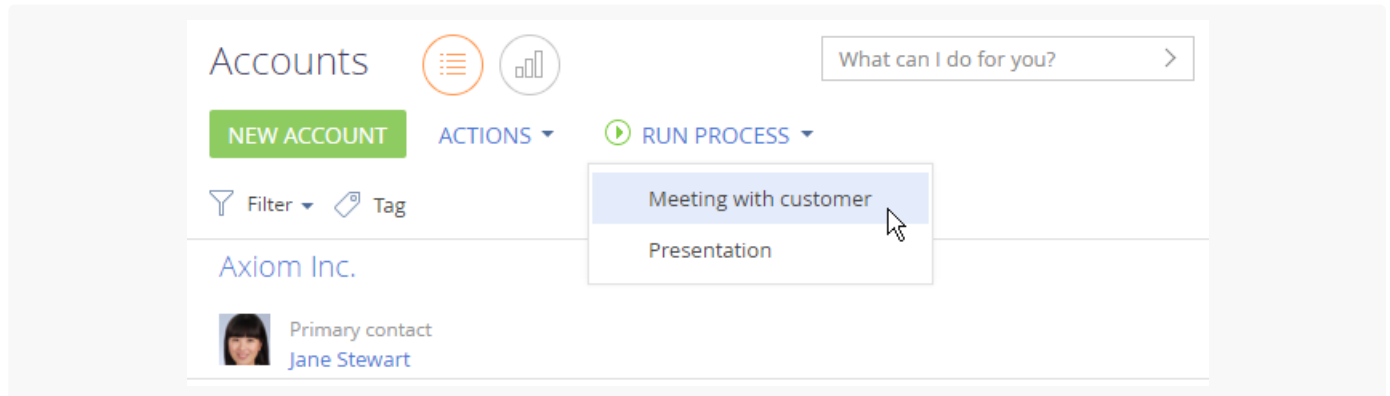 Accounts
What can I do for you?
NEW ACCOUNT
ACTIONS
RUN PROCESS
Filter
Tag
Meeting with customer
Presentation
Axiom Inc.
Primary contact
Jane Stewart